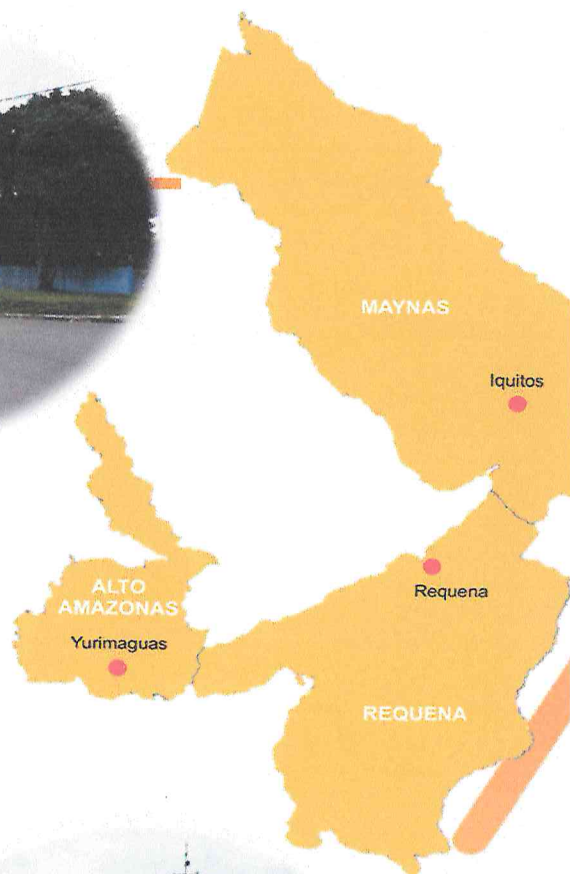 MAYNAS
Iquitos
Requena
ALTO
AMAZONAS
Yurimaguas
REQUENA